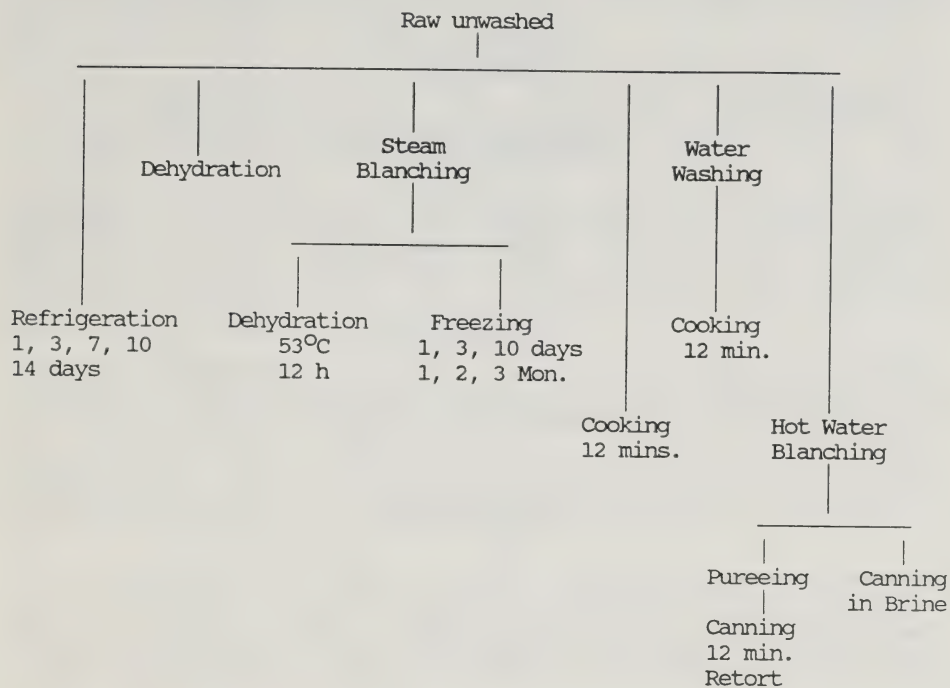 Raw unwashed
Dehydration
Steam
Blanching
Water
Washing
Refrigeration
1, 3, 7, 10
14 days
Dehydration
53°C
12 h
Freezing
1, 3, 10 days
1, 2, 3 Mon.
Cooking
12 min.
Cooking
12 mins.
Hot Water
Blanching
Pureeing
Canning
12 min.
Retort
Canning
in Brine